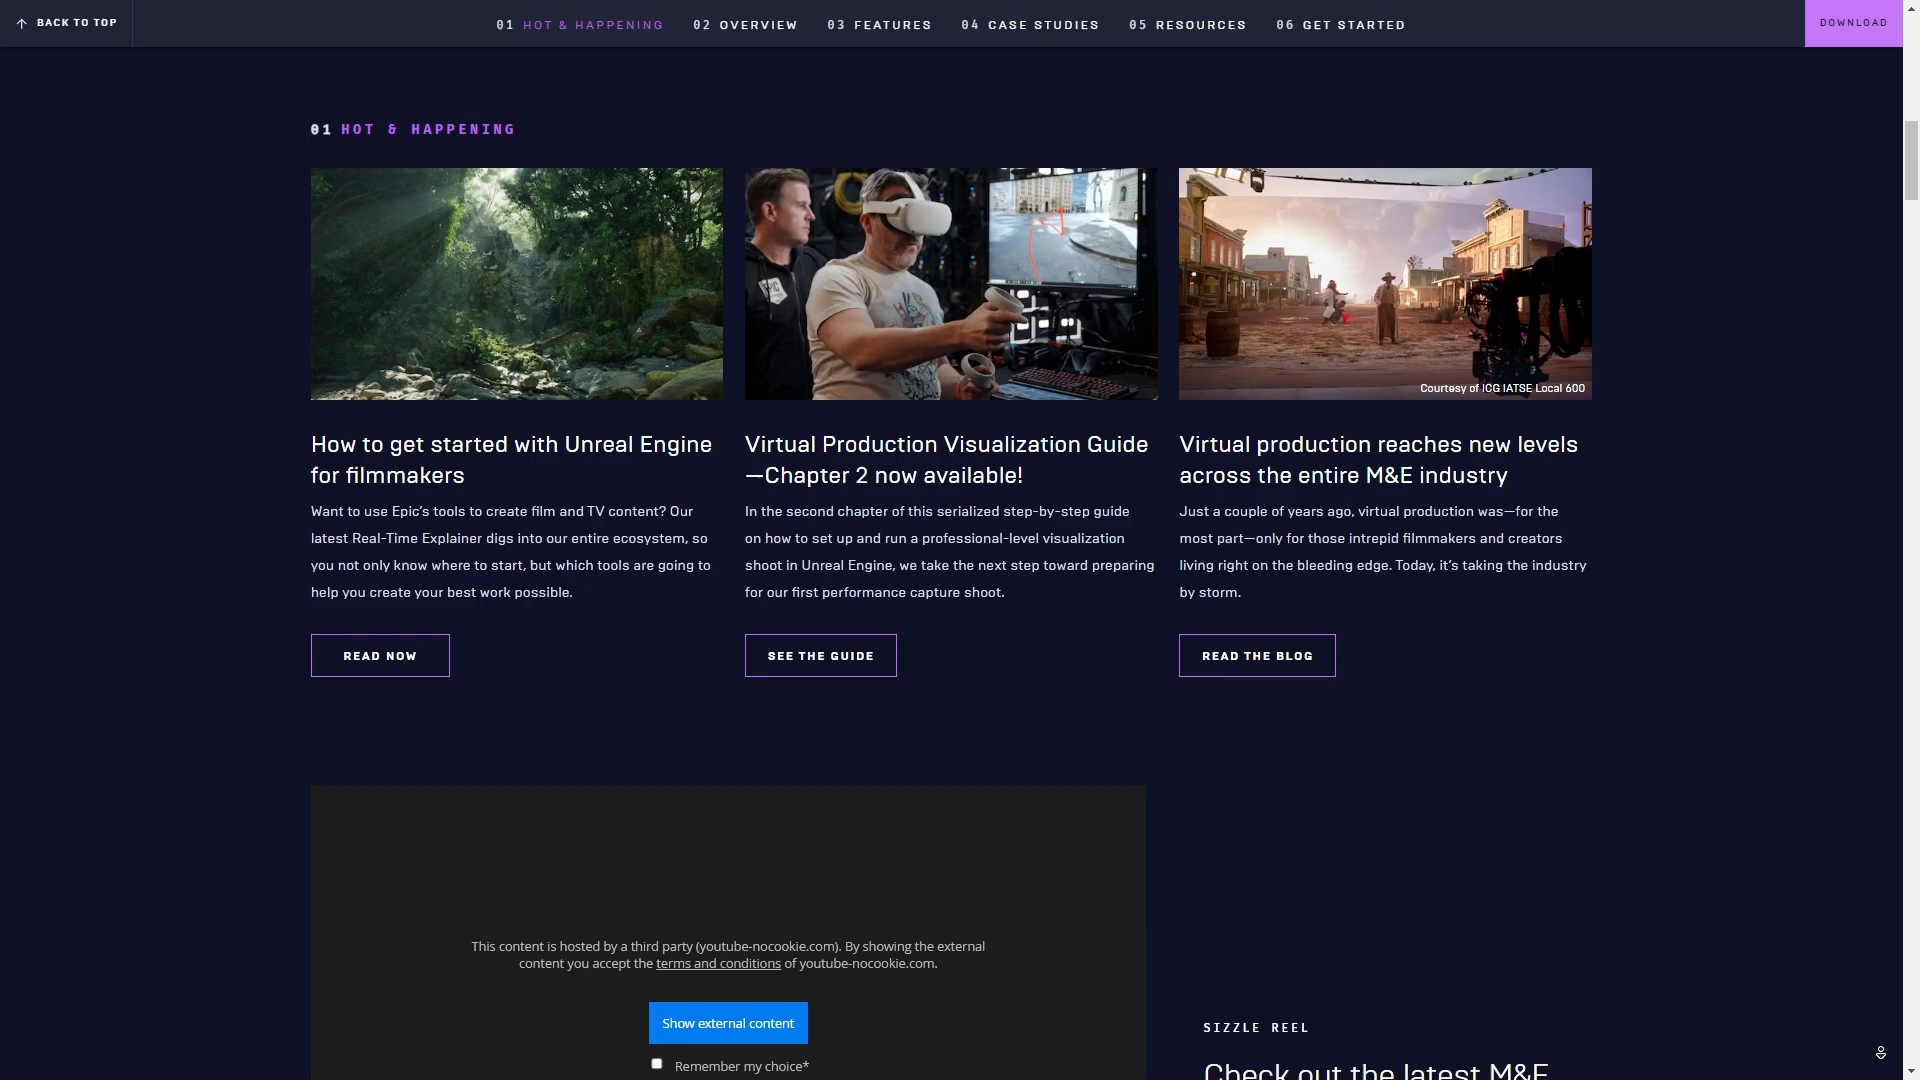 BACK TO TOP
01 HOT & HAPPENING
02 OVERVIEW
03 FEATURES
04 CASE STUDIES
05 RESOURCES
06 GET STARTED
DOWNLOAD
01 HOT & HAPPENING
Courtesy of ICG IATSE Local 600
How to get started with Unreal Engine
for filmmakers
Want to use Epic’s tools to create film and TV content? Our
latest Real-Time Explainer digs into our entire ecosystem, so
you not only know where to start, but which tools are going to
help you create your best work possible.
READ NOW
Virtual Production Visualization Guide
—Chapter 2 now available!
In the second chapter of this serialized step-by-step guide
on how to set up and run a professional-level visualization
shoot in Unreal Engine, we take the next step toward preparing
for our first performance capture shoot.
SEE THE GUIDE
Virtual production reaches new levels
across the entire M&E industry
Just a couple of years ago, virtual production was—for the
most part—only for those intrepid filmmakers and creators
living right on the bleeding edge. Today, it’s taking the industry
by storm.
READ THE BLOG
This content is hosted by a third party (youtube-nocookie.com). By showing the external
content you accept the terms and conditions of youtube-nocookie.com.
Show external content
Remember my choice*
SIZZLE REEL
Check out the latest M&E